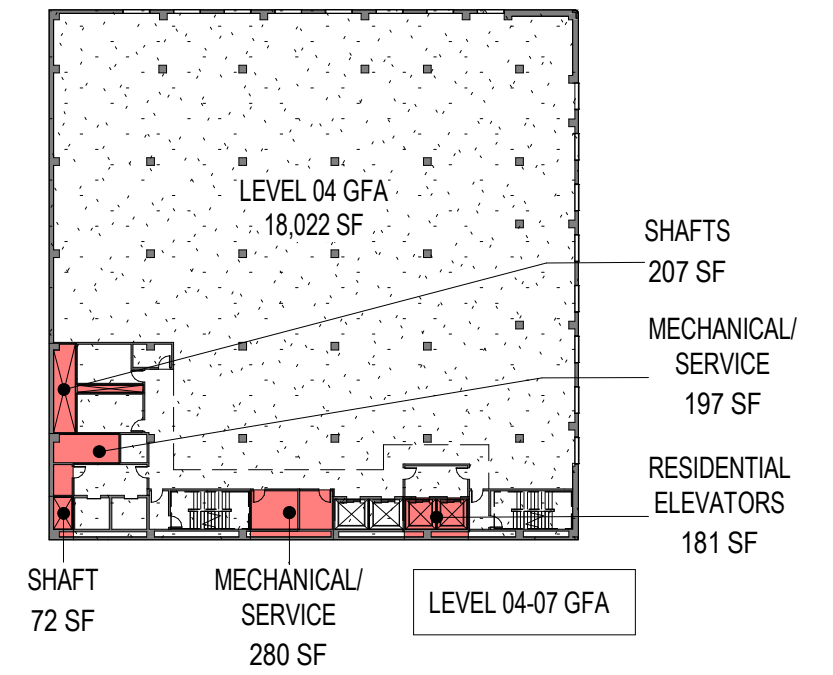 LEVEL 04 GFA
18,022 SF
SHAFTS
207 SF
MECHANICAL/
SERVICE
197 SF
RESIDENTIAL
ELEVATORS
181 SF
SHAFT
72 SF
MECHANICAL/
SERVICE
280 SF
LEVEL 04-07 GFA